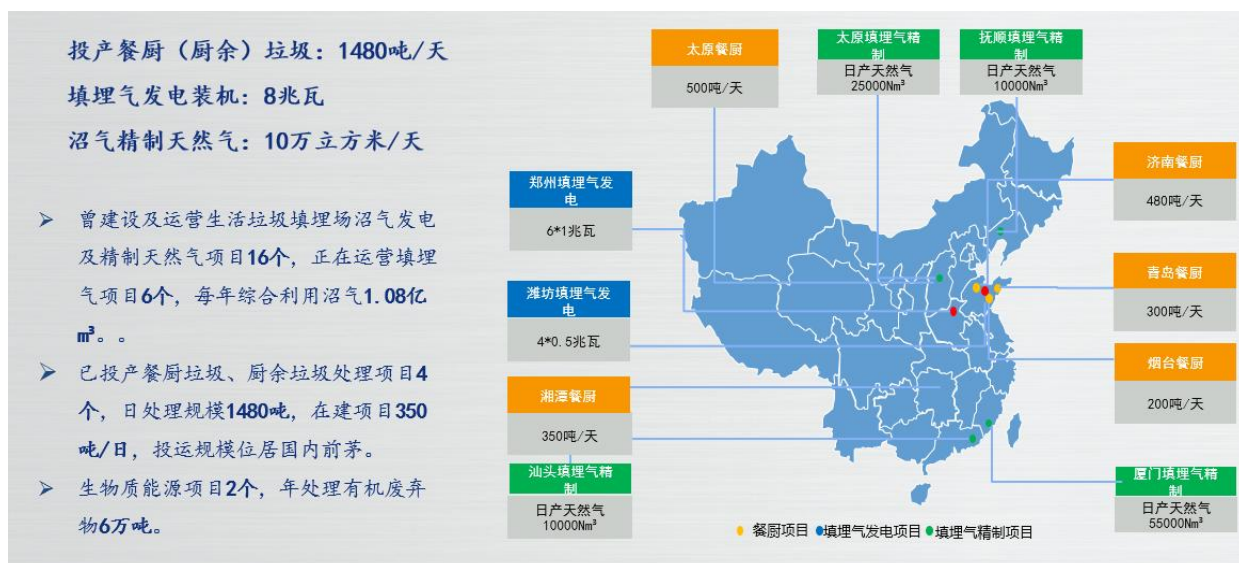 投产餐厨（厨余）垃圾：1480吨/天
填埋气发电装机：8兆瓦
沼气精制天然气：10万立方米/天
➢ 曾建设及运营生活垃圾填埋场沼气发电
及精制天然气项目16个，正在运营填埋
气项目6个，每年综合利用沼气1.08亿
m³。。
➢ 已投产餐厨垃圾、厨余垃圾处理项目4
个，日处理规模1480吨，在建项目350
吨/日，投运规模位居国内前茅。
➢ 生物质能源项目2个，年处理有机废弃
物6万吨。
太原餐厨
500吨/天
太原填埋气精
制
日产天然气
25000Nm³
抚顺填埋气精
制
日产天然气
10000Nm³
郑州填埋气发
电
6*1兆瓦
潍坊填埋气发
电
4*0.5兆瓦
湘潭餐厨
350吨/天
汕头填埋气精
制
日产天然气
10000Nm³
济南餐厨
480吨/天
青岛餐厨
300吨/天
烟台餐厨
200吨/天
厦门填埋气精
制
日产天然气
55000Nm³
餐厨项目 填埋气发电项目 填埋气精制项目